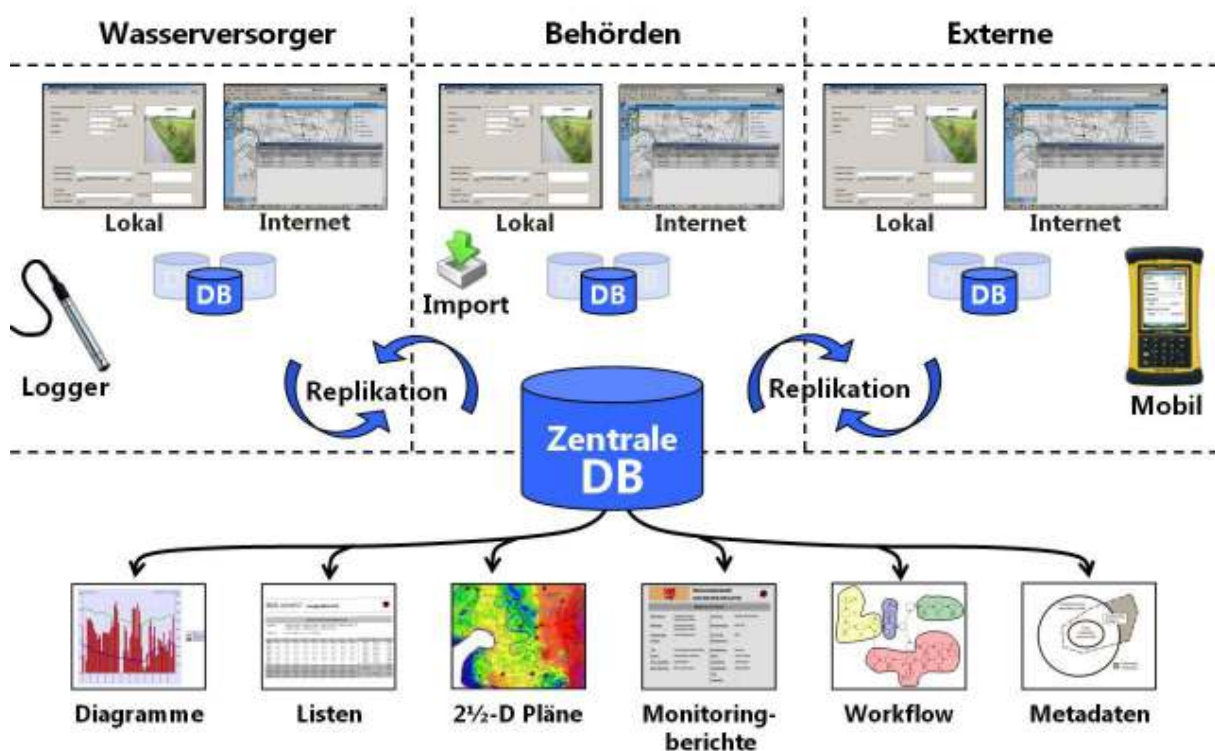 Wasserversorger
Behörden
Externe
Lokal
Internet
Lokal
Internet
Lokal
Internet
DB
Import
DB
DB
Logger
Replikation
Replikation
Mobil
Zentrale
DB
Diagramme
Listen
2½-D Pläne
Monitoring-
berichte
Workflow
Metadaten